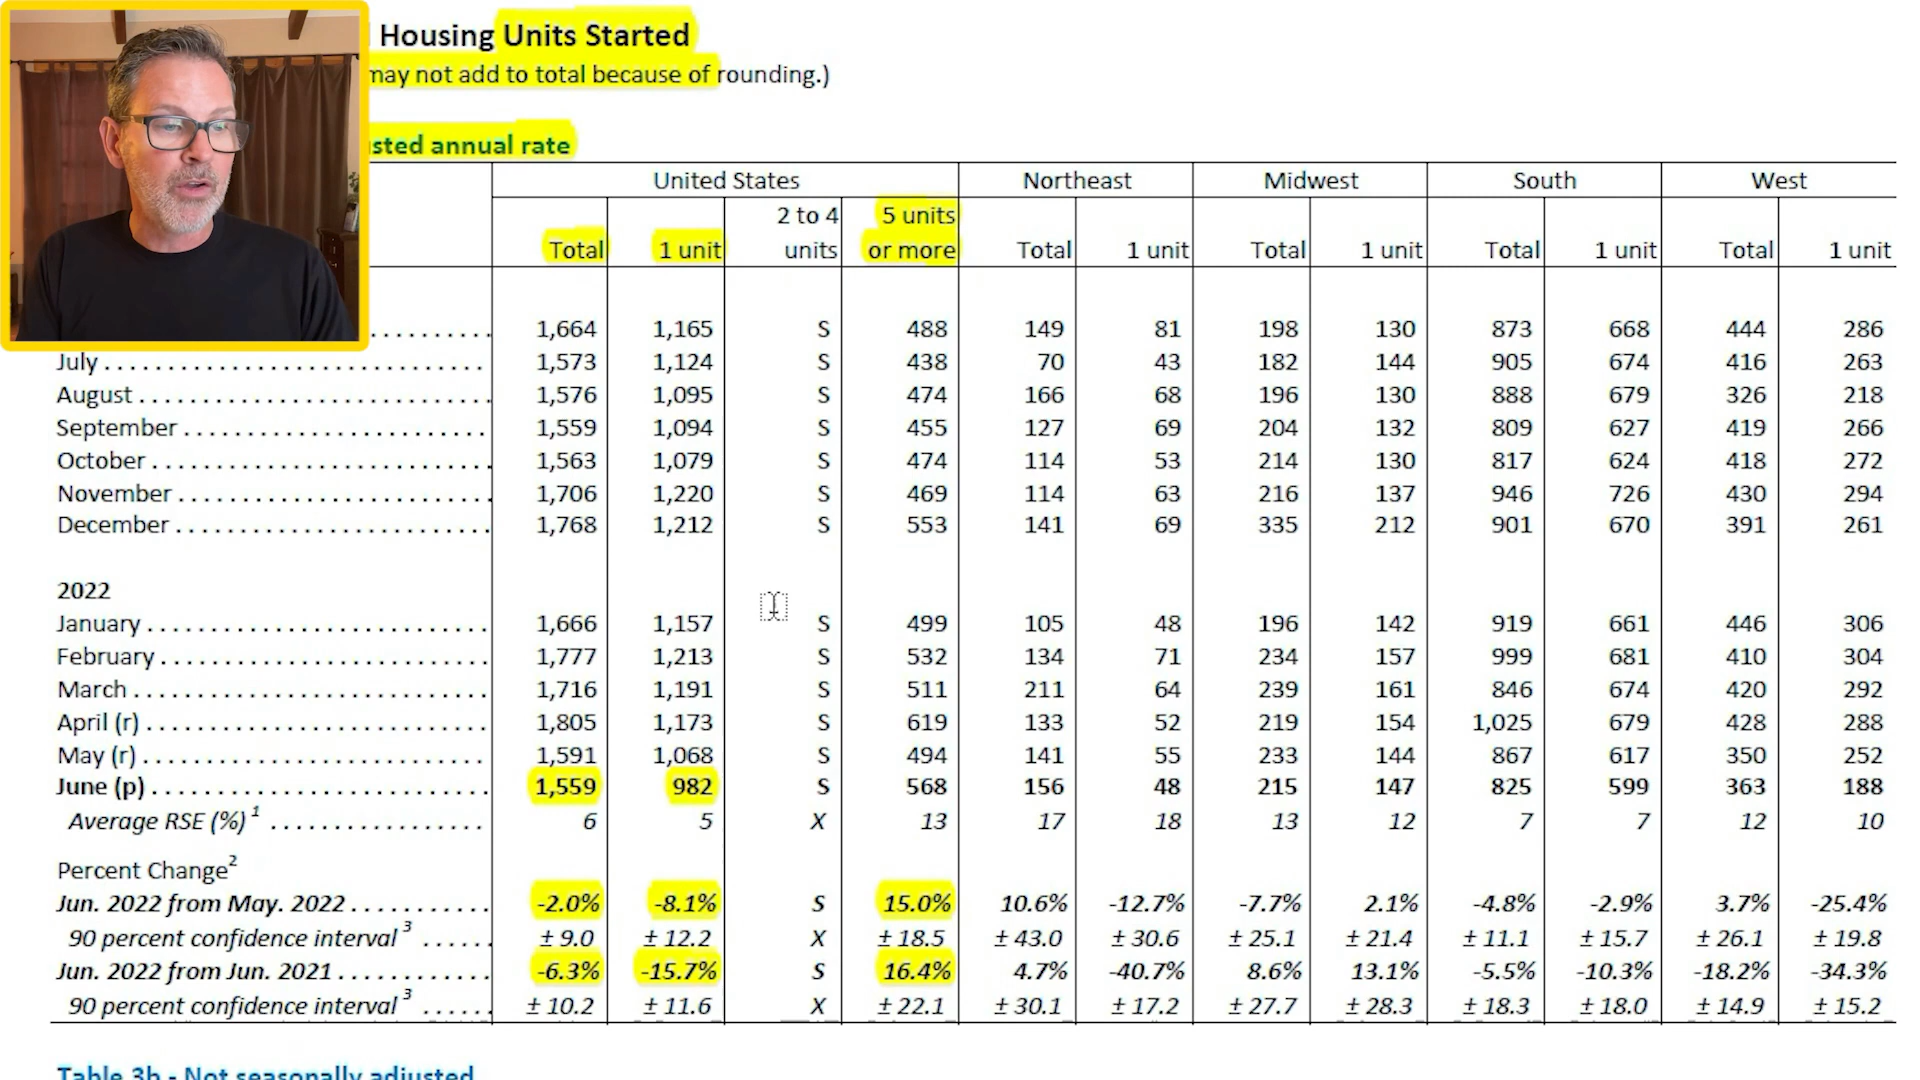 Housing Units Started
may not add to total because of rounding.)
usted annual rate
United States Northeast Midwest South West
2 to 4 5 units
Total 1 unit units or more Total 1 unit Total 1 unit Total 1 unit Total 1 unit
. . . . . . . . . . . 1,664 1,165 S 488 149 81 198 130 873 668 444 286
July . . . . . . . . . . . . . . . . . . . . . . . . . . . . . 1,573 1,124 S 438 70 43 182 144 905 674 416 263
August . . . . . . . . . . . . . . . . . . . . . . . . . . . 1,576 1,095 S 474 166 68 196 130 888 679 326 218
September . . . . . . . . . . . . . . . . . . . . . . . 1,559 1,094 S 455 127 69 204 132 809 627 419 266
October . . . . . . . . . . . . . . . . . . . . . . . . . . 1,563 1,079 S 474 114 53 214 130 817 624 418 272
November . . . . . . . . . . . . . . . . . . . . . . . . 1,706 1,220 S 469 114 63 216 137 946 726 430 294
December . . . . . . . . . . . . . . . . . . . . . . . . 1,768 1,212 S 553 141 69 335 212 901 670 391 261
2022
January . . . . . . . . . . . . . . . . . . . . . . . . . . 1,666 1,157 S 499 105 48 196 142 919 661 446 306
February . . . . . . . . . . . . . . . . . . . . . . . . . 1,777 1,213 S 532 134 71 234 157 999 681 410 304
March . . . . . . . . . . . . . . . . . . . . . . . . . . . 1,716 1,191 S 511 211 64 239 161 846 674 420 292
April (r) . . . . . . . . . . . . . . . . . . . . . . . . . . 1,805 1,173 S 619 133 52 219 154 1,025 679 428 288
May (r) . . . . . . . . . . . . . . . . . . . . . . . . . . 1,591 1,068 S 494 141 55 233 144 867 617 350 252
June (p) . . . . . . . . . . . . . . . . . . . . . . . . . . 1,559 982 S 568 156 48 215 147 825 599 363 188
Average RSE (%) 1 . . . . . . . . . . . . . . . . 6 5 X 13 17 18 13 12 7 7 12 10
Percent Change2
Jun. 2022 from May. 2022 . . . . . . . . . . . -2.0% -8.1% S 15.0% 10.6% -12.7% -7.7% 2.1% -4.8% -2.9% 3.7% -25.4%
90 percent confidence interval 3 . . . . . ± 9.0 ± 12.2 X ± 18.5 ± 43.0 ± 30.6 ± 25.1 ± 21.4 ± 11.1 ± 15.7 ± 26.1 ± 19.8
Jun. 2022 from Jun. 2021 . . . . . . . . . . . . -6.3% -15.7% S 16.4% 4.7% -40.7% 8.6% 13.1% -5.5% -10.3% -18.2% -34.3%
90 percent confidence interval 3 . . . . . . ± 10.2 ± 11.6 X ± 22.1 ± 30.1 ± 17.2 ± 27.7 ± 28.3 ± 18.3 ± 18.0 ± 14.9 ± 15.2
Table 3b - Not seasonally adjusted